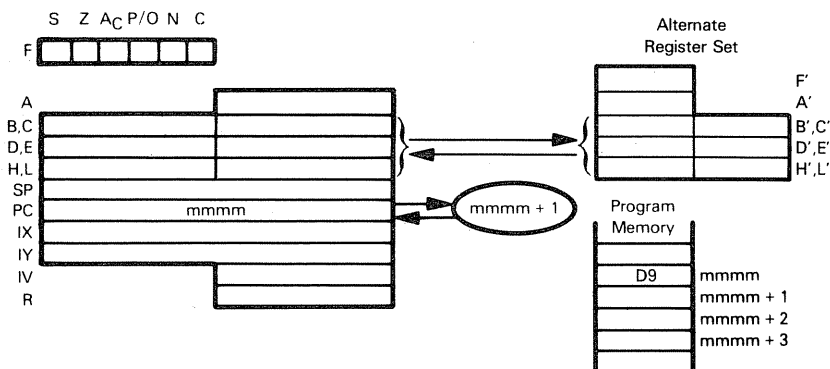 S Z AC P/O N C
F
Alternate
Register Set
F'
A
A'
B,C
B',C'
D,E
D',E'
H,L
H',L'
SP
PC
mmmm
mmmm + 1
Program
Memory
IX
IY
IV
R
D9
mmmm
mmmm + 1
mmmm + 2
mmmm + 3